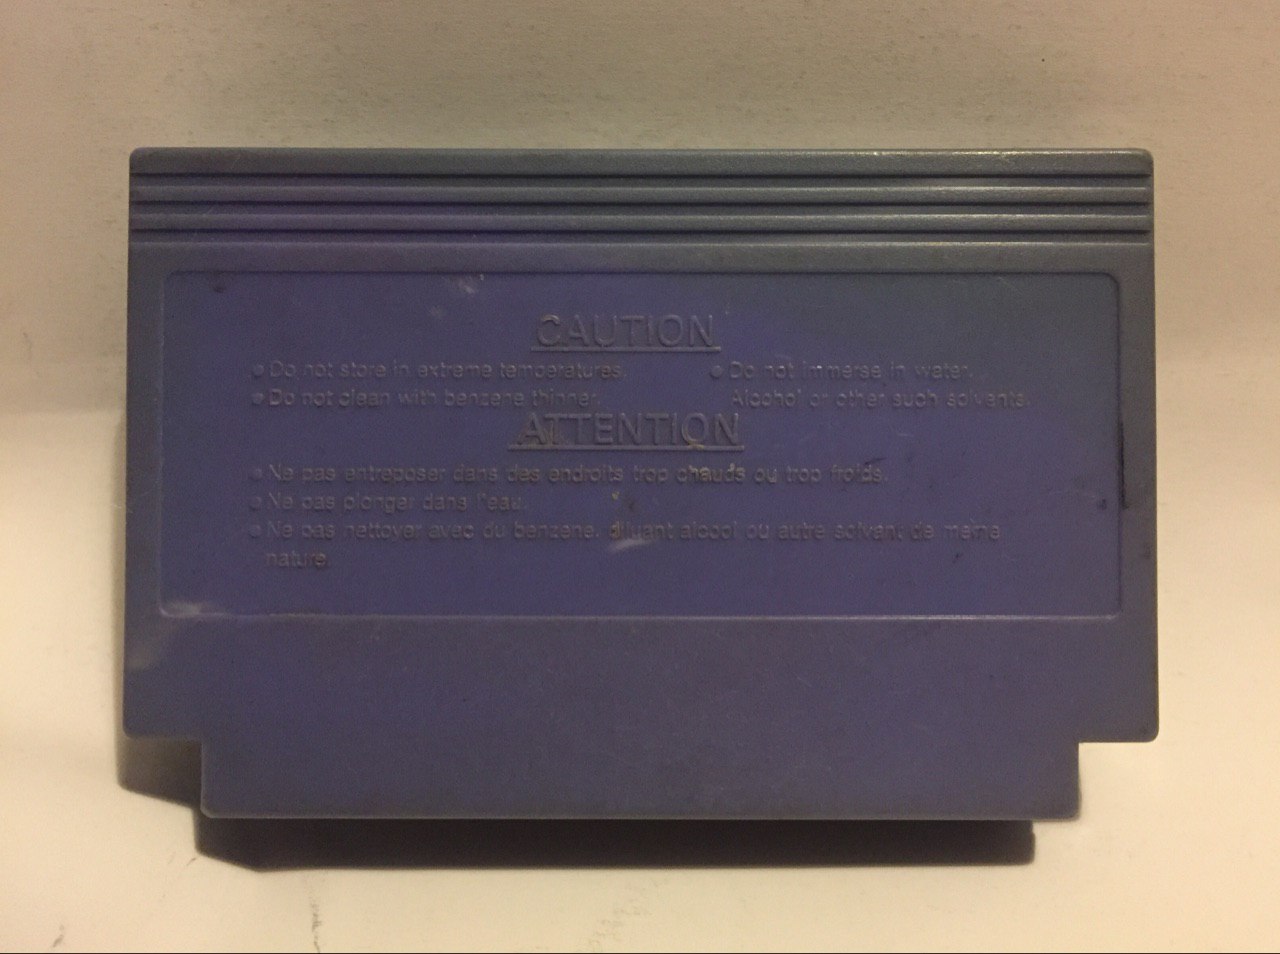 CAUTION
• Do not store in extreme temperatures. • Do not immerse in water.
• Do not clean with benzene thinner. Alcohol or other such solvents.
ATTENTION
• Ne pas entreposer dans des endroits trop chauds ou trop froids.
• Ne pas plonger dans l'eau.
• Ne pas nettoyer avec du benzene. diluant alcool ou autre solvant de meine
nature.